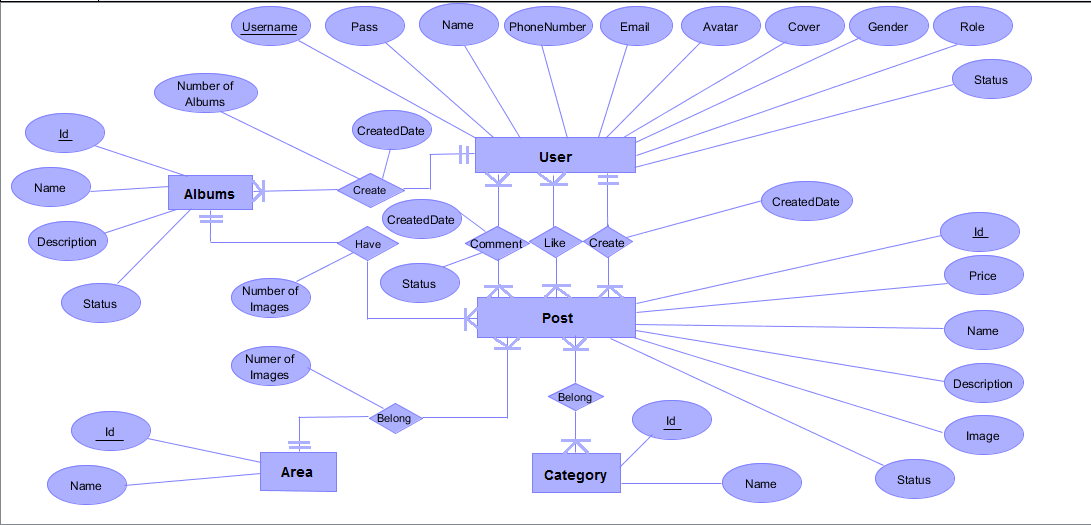 Username
Pass
Name
PhoneNumber
Email
Avatar
Cover
Gender
Role
Status
Number of
Albums
CreatedDate
Id
User
Name
Albums
Create
CreatedDate
CreatedDate
Description
Have
Comment
Like
Create
Id
Status
Number of
Images
Status
Price
Post
Name
Numer of
Images
Description
Belong
Belong
Id
Id
Image
Area
Category
Name
Name
Status